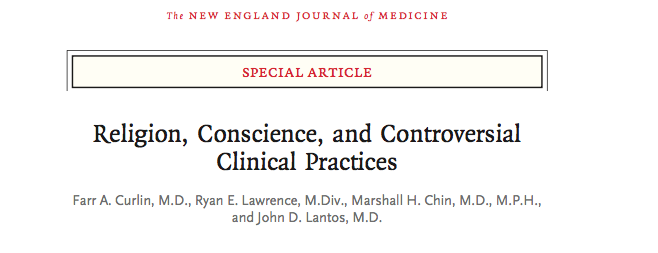 The NEW ENGLAND JOURNAL of MEDICINE
SPECIAL ARTICLE
Religion, Conscience, and Controversial
Clinical Practices
Farr A. Curlin, M.D., Ryan E. Lawrence, M.Div., Marshall H. Chin, M.D., M.P.H.,
and John D. Lantos, M.D.